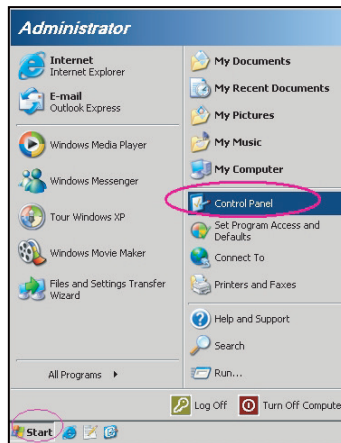 Administrator
Internet
Internet Explorer
E-mail
Outlook Express
Windows Media Player
Windows Messenger
Tour Windows XP
Windows Movie Maker
Files and Settings Transfer
Wizard
All Programs
My Documents
My Recent Documents
My Pictures
My Music
My Computer
Control Panel
Set Program Access and
Defaults
Connect To
Printers and Faxes
Help and Support
Search
Run...
Log Off
Turn Off Compute
Start